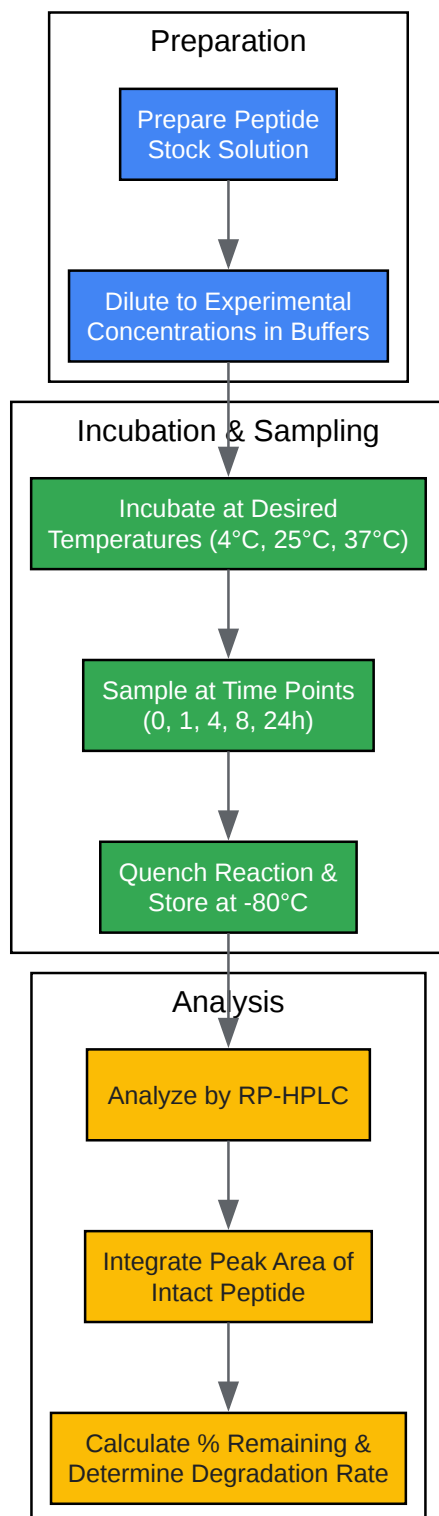 Preparation
Prepare Peptide
Stock Solution
Dilute to Experimental
Concentrations in Buffers
Incubation & Sampling
Incubate at Desired
Temperatures (4°C, 25°C, 37°C)
Sample at Time Points
(0, 1, 4, 8, 24h)
Quench Reaction &
Store at -80°C
Analysis
Analyze by RP-HPLC
Integrate Peak Area of
Intact Peptide
Calculate % Remaining &
Determine Degradation Rate